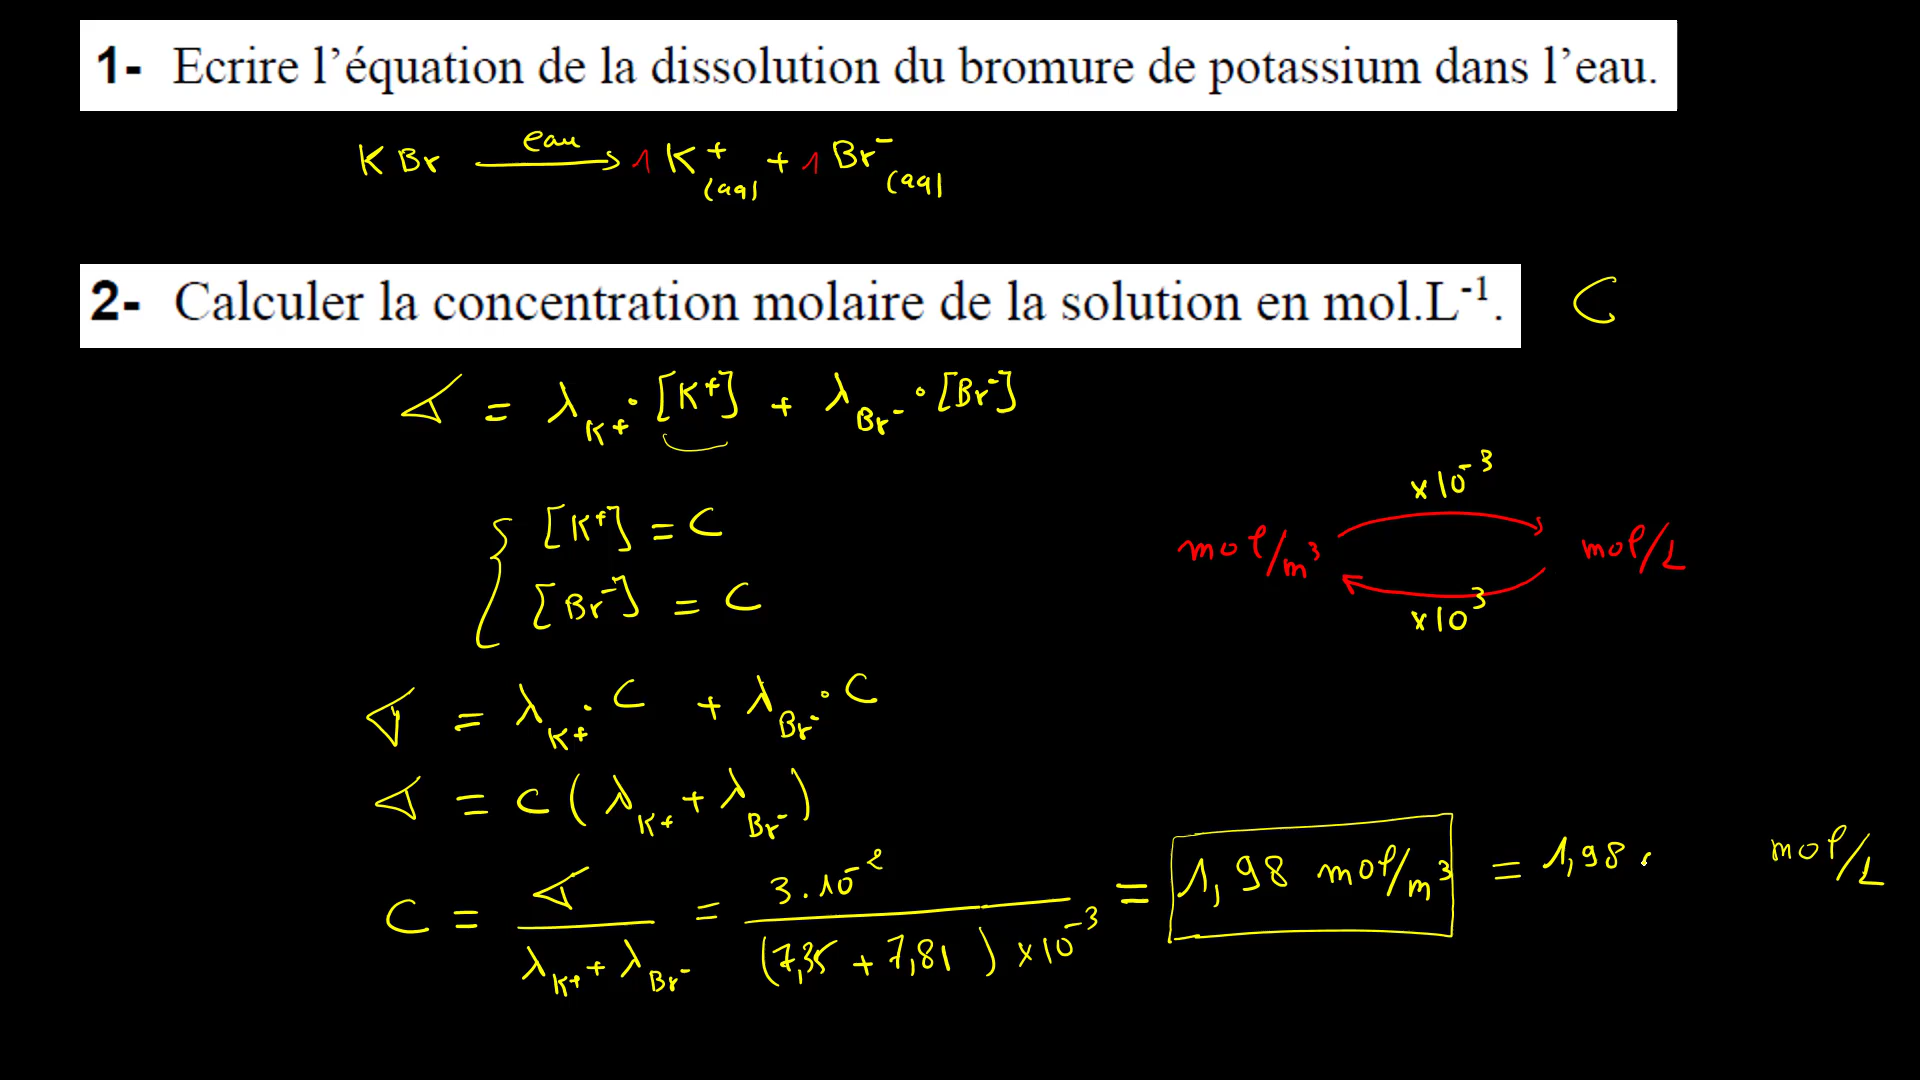 1- Ecrire l’équation de la dissolution du bromure de potassium dans l’eau.
K Br —eau→ 1 K⁺(aq) + 1 Br⁻(aq)
2- Calculer la concentration molaire de la solution en mol.L⁻¹. C
σ = λK⁺ · [K⁺] + λBr⁻ · [Br⁻]
×10⁻³
{ [K⁺] = C
[Br⁻] = C
mol/m³ mol/L
×10³
σ = λK⁺ · C + λBr⁻ · C
σ = C ( λK⁺ + λBr⁻ )
C = σ / (λK⁺ + λBr⁻) = 3.10⁻² / (7,35 + 7,81) ×10⁻³ = 1,98 mol/m³ = 1,98 . mol/L